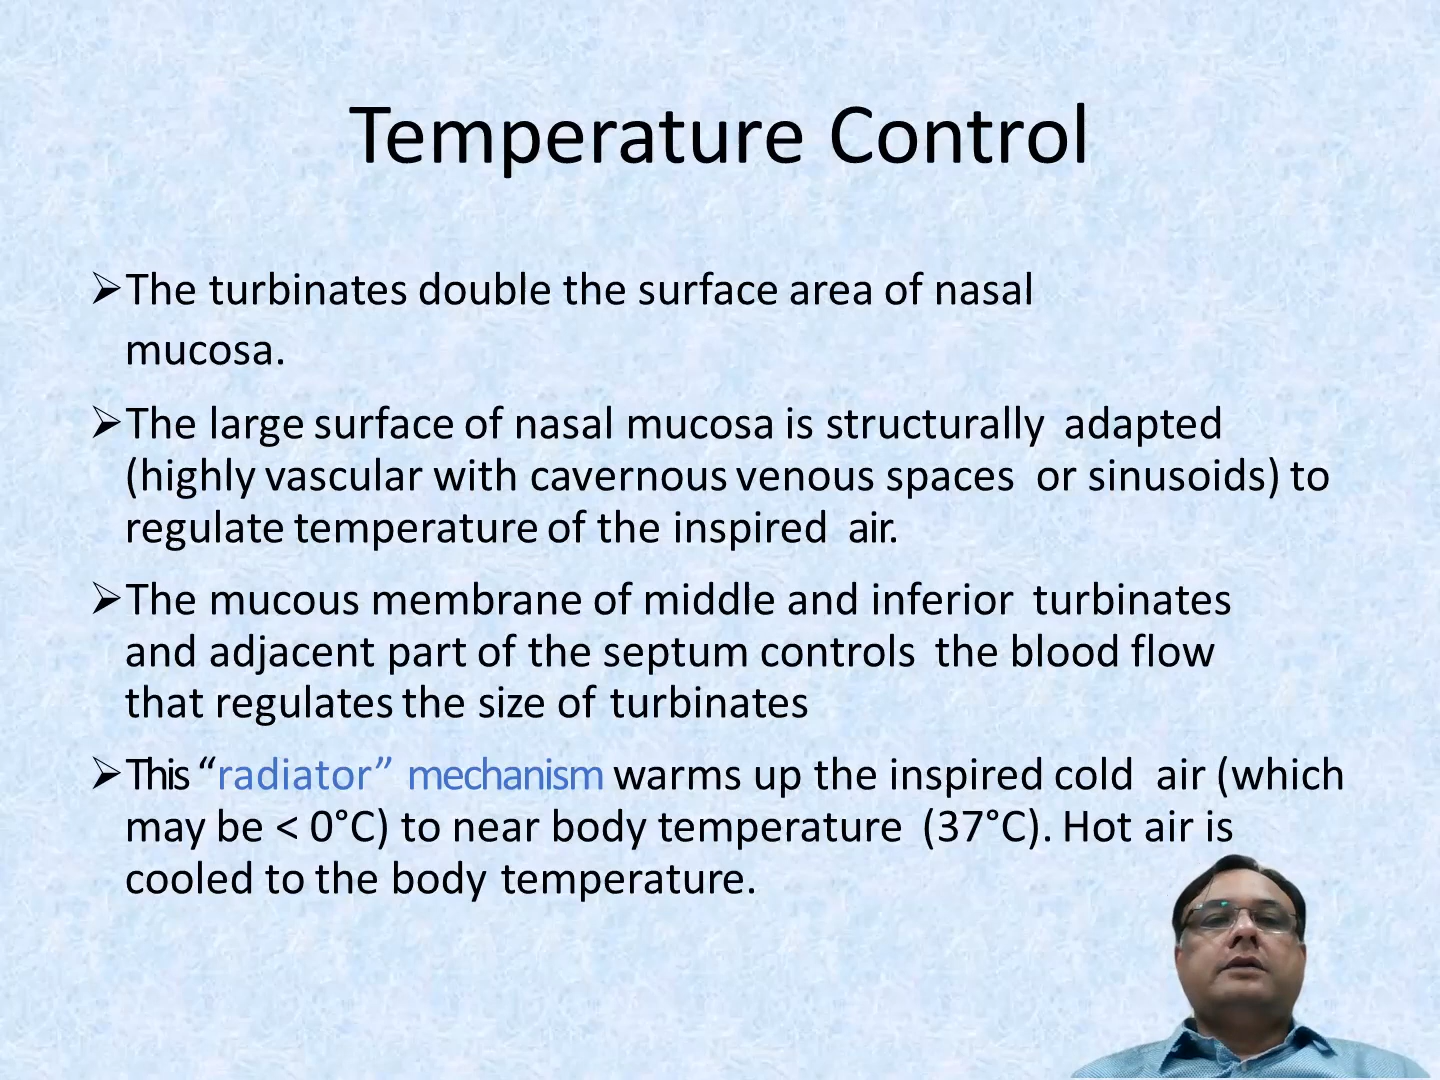 Temperature Control
➢The turbinates double the surface area of nasal
mucosa.
➢The large surface of nasal mucosa is structurally adapted
(highly vascular with cavernous venous spaces or sinusoids) to
regulate temperature of the inspired air.
➢The mucous membrane of middle and inferior turbinates
and adjacent part of the septum controls the blood flow
that regulates the size of turbinates
➢This “radiator” mechanism warms up the inspired cold air (which
may be < 0°C) to near body temperature (37°C). Hot air is
cooled to the body temperature.